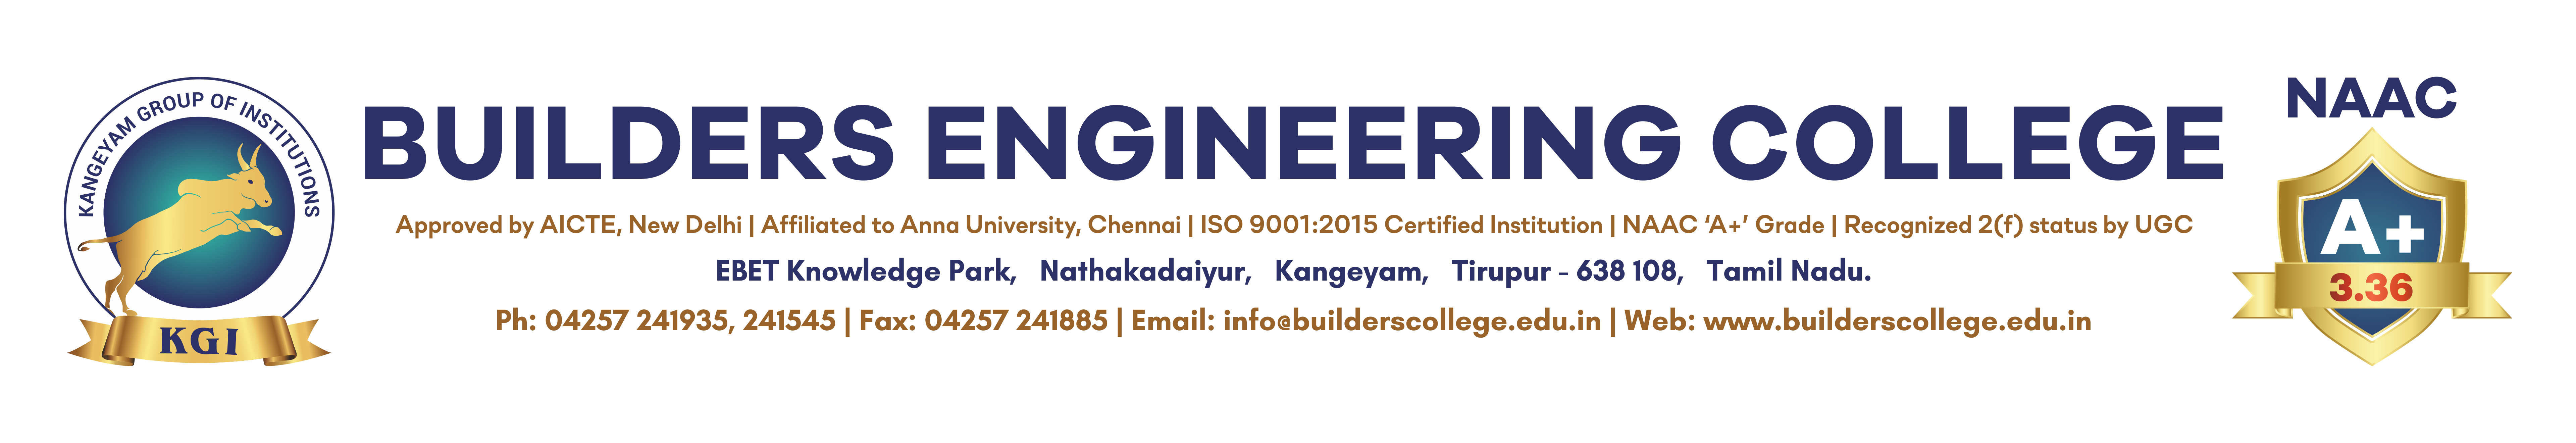 KANGEYAM GROUP OF INSTITUTIONS
KGI
BUILDERS ENGINEERING COLLEGE
Approved by AICTE, New Delhi | Affiliated to Anna University, Chennai | ISO 9001:2015 Certified Institution | NAAC ‘A+’ Grade | Recognized 2(f) status by UGC
EBET Knowledge Park, Nathakadaiyur, Kangeyam, Tirupur - 638 108, Tamil Nadu.
Ph: 04257 241935, 241545 | Fax: 04257 241885 | Email: info@builderscollege.edu.in | Web: www.builderscollege.edu.in
NAAC
A+
3.36